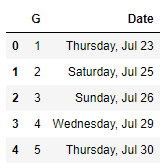 G Date
0 1 Thursday, Jul 23
1 2 Saturday, Jul 25
2 3 Sunday, Jul 26
3 4 Wednesday, Jul 29
4 5 Thursday, Jul 30